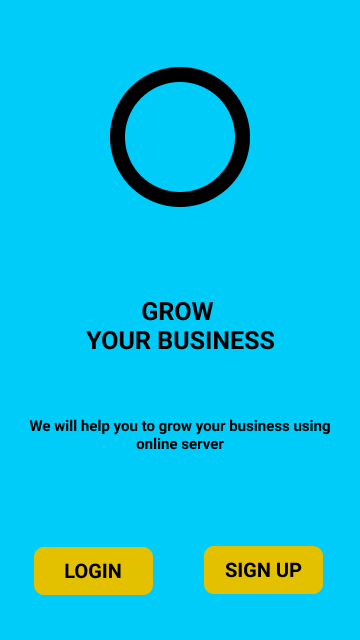 GROW
YOUR BUSINESS
We will help you to grow your business using
online server
LOGIN
SIGN UP